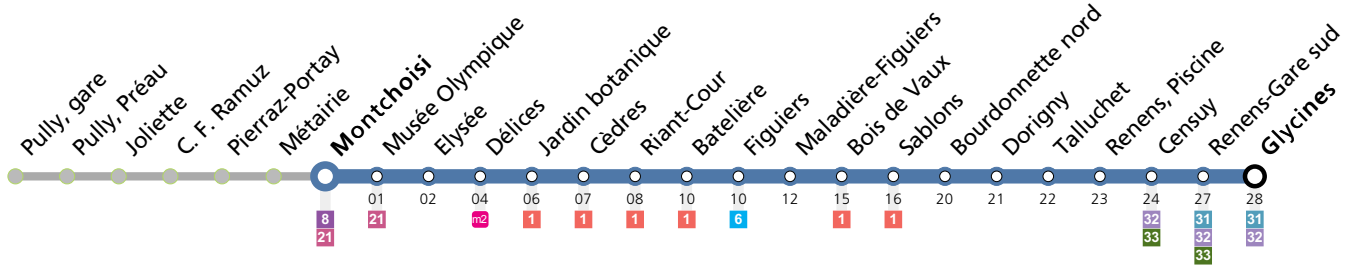 Pully, gare
Pully, Préau
Joliette
C. F. Ramuz
Pierraz-Portay
Métairie
Montchoisi
Musée Olympique
Elysée
Délices
Jardin botanique
Cèdres
Riant-Cour
Batelière
Figuiers
Maladière-Figuiers
Bois de Vaux
Sablons
Bourdonnette nord
Dorigny
Talluchet
Renens, Piscine
Censuy
Renens-Gare sud
Glycines
01 02 04 06 07 08 10 10 12 15 16 20 21 22 23 24 27 28
8 21 m2 1 1 1 1 6 1 1 32 31 31
21 33 32 32
33